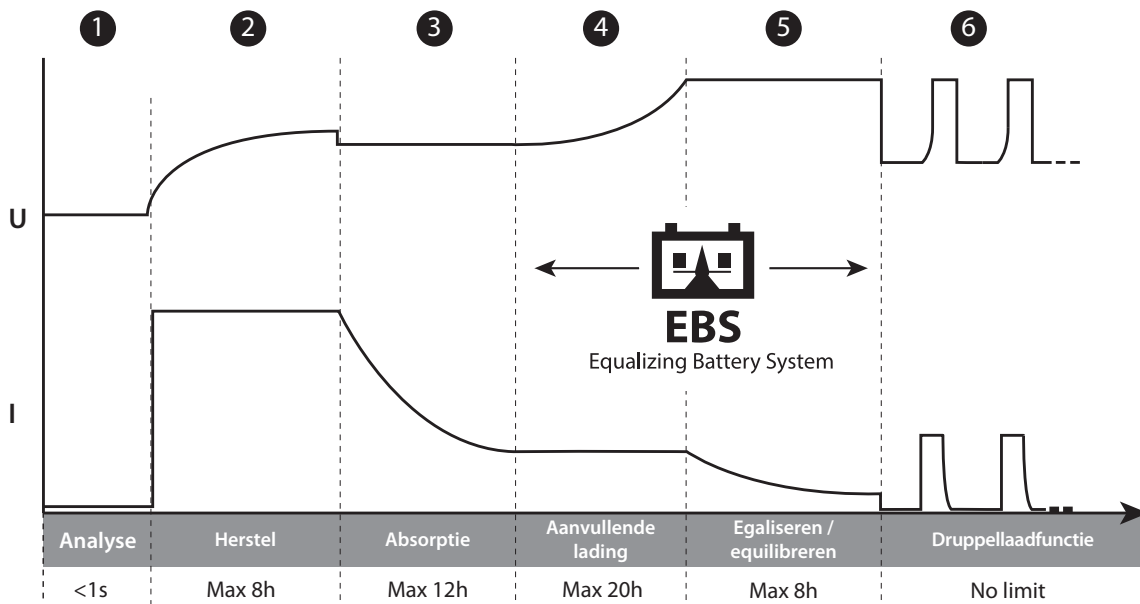 1 2 3 4 5 6
U
EBS
Equalizing Battery System
I
Analyse Herstel Absorptie Aanvullende lading Egaliseren / equilibreren Druppellaadfunctie
<1s Max 8h Max 12h Max 20h Max 8h No limit